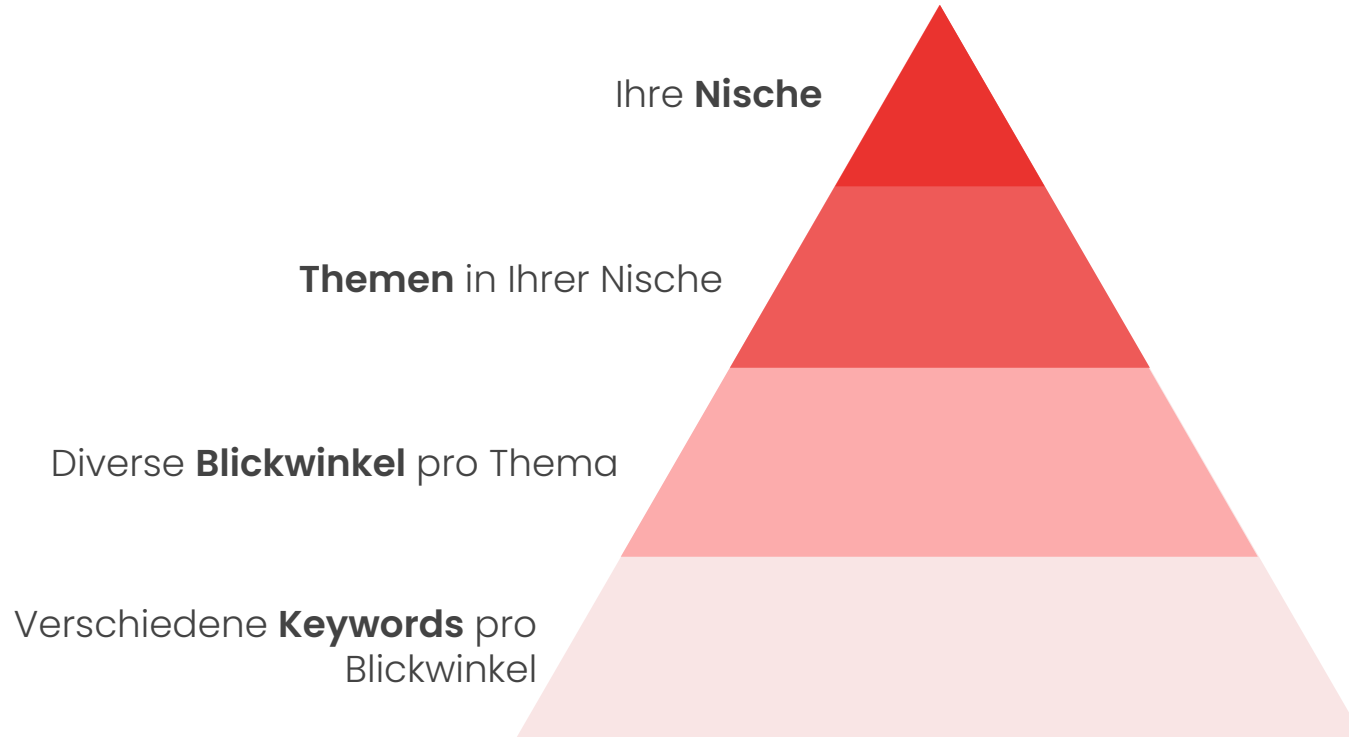 Ihre Nische
Themen in Ihrer Nische
Diverse Blickwinkel pro Thema
Verschiedene Keywords pro
Blickwinkel